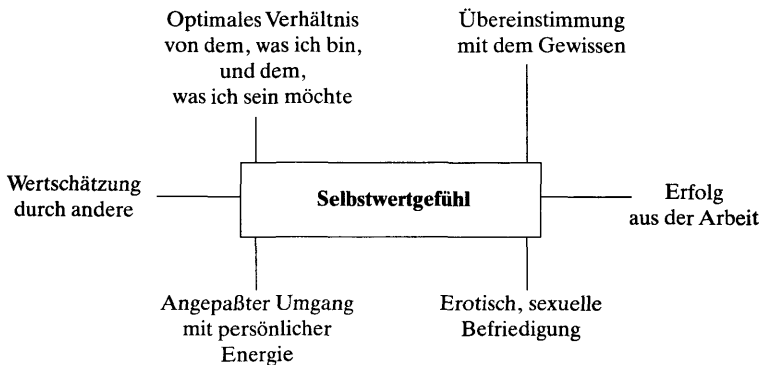 Optimales Verhältnis
von dem, was ich bin,
und dem,
was ich sein möchte
Übereinstimmung
mit dem Gewissen
Wertschätzung
durch andere
Selbstwertgefühl
Erfolg
aus der Arbeit
Angepaßter Umgang
mit persönlicher
Energie
Erotisch, sexuelle
Befriedigung